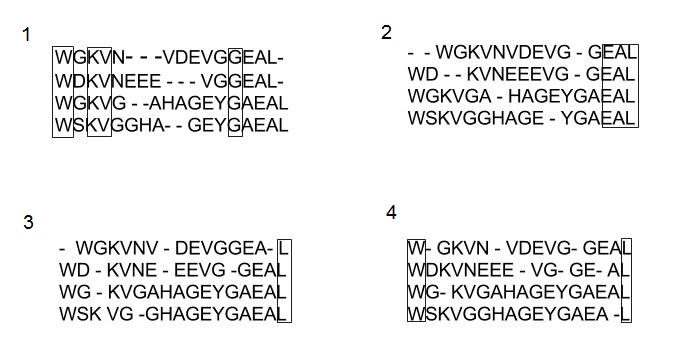 1
WGKVN- - -VDEVGGEAL-
WDKVNEEE - - -VGGEAL-
WGKVG - -AHAGEYGAEAL
WSKVGGHA- - GEYGAEAL
2
- - WGKVNVDEVG - GEAL
WD - - KVNEEEVG - GEAL
WGKVGA - HAGEYGAEAL
WSKVGGHAGE - YGAEAL
3
- WGKVNV - DEVGGEA- L
WD - KVNE - EEVG -GEAL
WG - KVGAHAGEYGAEAL
WSK VG -GHAGEYGAEAL
4
W- GKVN - VDEVG- GEAL
WDKVNEEE - VG- GE- AL
WG- KVGAHAGEYGAEAL
WSKVGGHAGEYGAEA -L